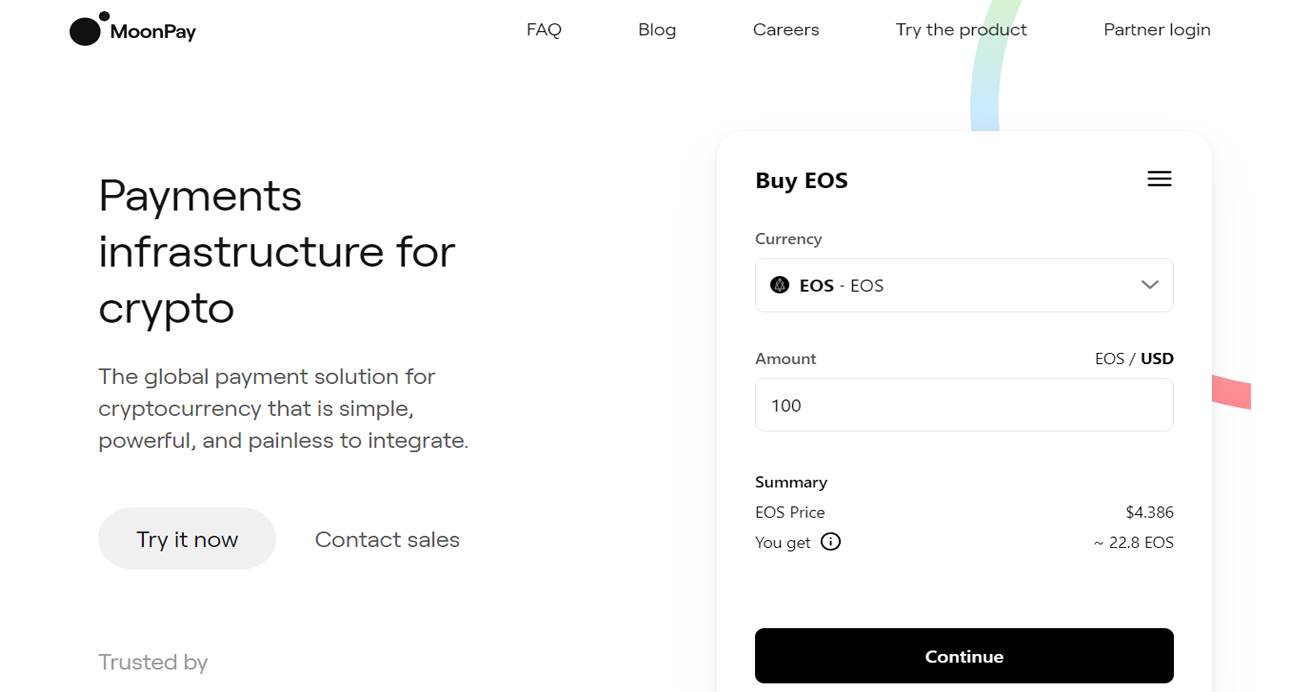 MoonPay
FAQ
Blog
Careers
Try the product
Partner login
Payments
infrastructure for
crypto
The global payment solution for
cryptocurrency that is simple,
powerful, and painless to integrate.
Try it now
Contact sales
Trusted by
Buy EOS
Currency
EOS - EOS
Amount
EOS / USD
100
Summary
EOS Price
$4.386
You get
~ 22.8 EOS
Continue